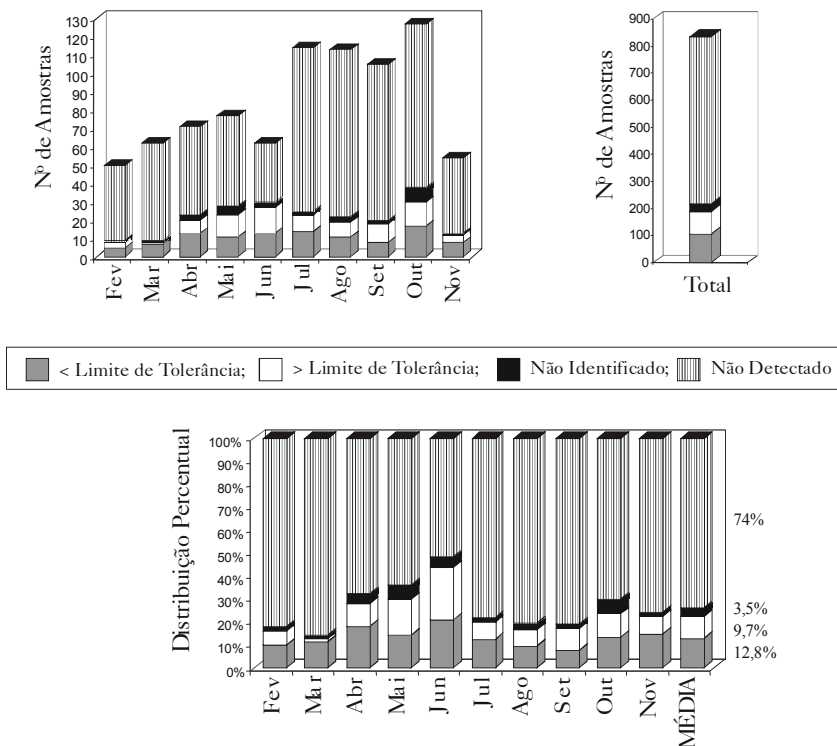 Nº de Amostras
130
120
110
100
90
80
70
60
50
40
30
20
10
0
Fev
Mar
Abr
Mai
Jun
Jul
Ago
Set
Out
Nov
Nº de Amostras
900
800
700
600
500
400
300
200
100
0
Total
< Limite de Tolerância; > Limite de Tolerância; Não Identificado; Não Detectado
Distribuição Percentual
100%
90%
80%
70%
60%
50%
40%
30%
20%
10%
0%
74%
3,5%
9,7%
12,8%
Fev
Mar
Abr
Mai
Jun
Jul
Ago
Set
Out
Nov
MÉDIA